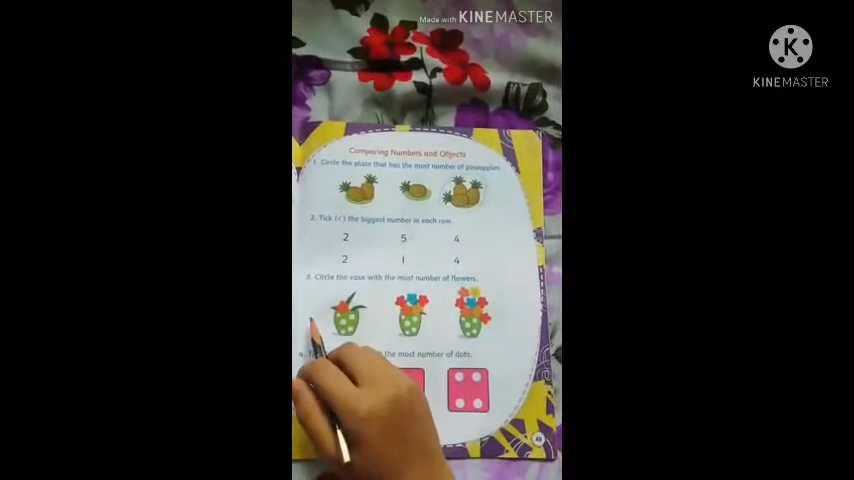 Made with KINEMASTER
K
KINEMASTER
Comparing Numbers and Objects
1. Circle the plate that has the most number of pineapples.
2. Tick (✓) the biggest number in each row.
2 5 4
2 1 4
3. Circle the vase with the most number of flowers.
4. the most number of dots.
49